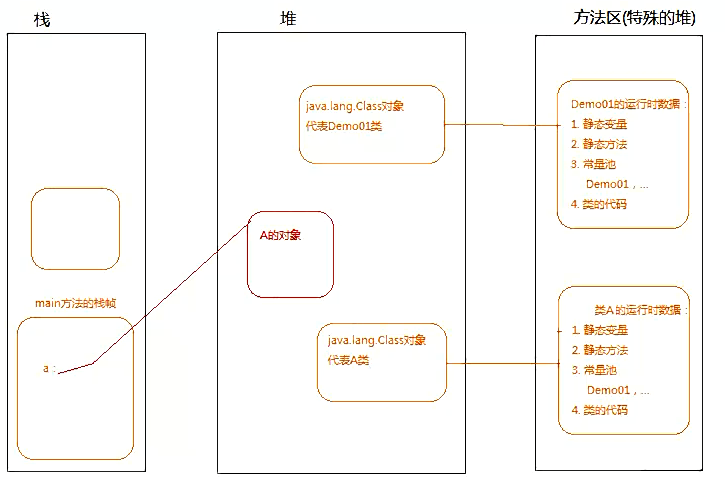 栈
堆
方法区(特殊的堆)
java.lang.Class对象
代表Demo01类
Demo01的运行时数据：
1. 静态变量
2. 静态方法
3. 常量池
Demo01，...
4. 类的代码
A的对象
main方法的栈帧
a：
java.lang.Class对象
代表A类
类A 的运行时数据：
1. 静态变量
2. 静态方法
3. 常量池
Demo01，...
4. 类的代码